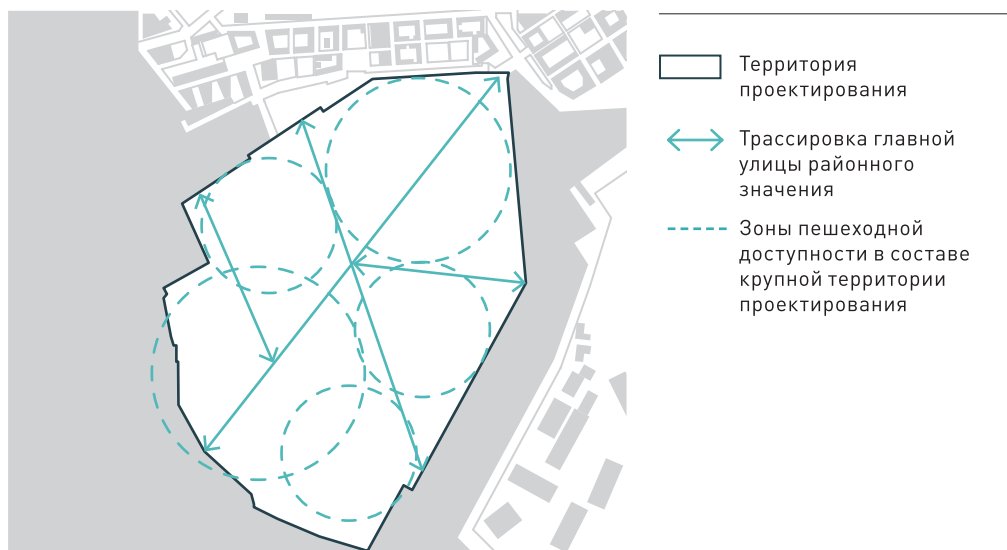 Территория
проектирования
Трассировка главной
улицы районного
значения
Зоны пешеходной
доступности в составе
крупной территории
проектирования